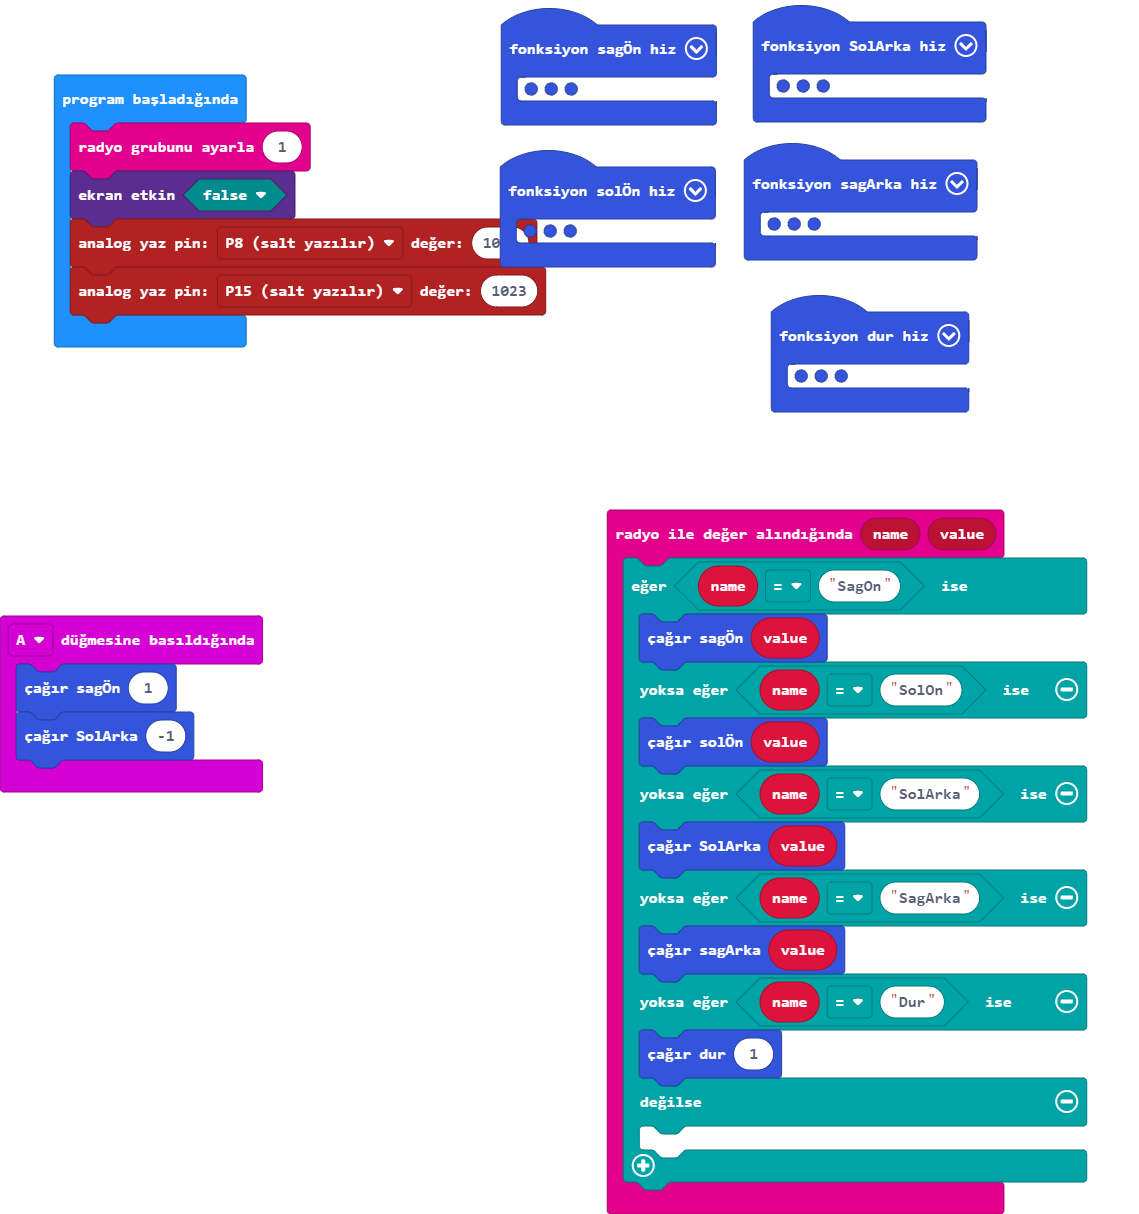 fonksiyon sagÖn hiz
fonksiyon SolArka hiz
program başladığında
radyo grubunu ayarla 1
ekran etkin false
analog yaz pin: P8 (salt yazılır) değer: 10
analog yaz pin: P15 (salt yazılır) değer: 1023
fonksiyon solÖn hiz
fonksiyon sagArka hiz
fonksiyon dur hiz
A düğmesine basıldığında
çağır sagÖn 1
çağır SolArka -1
radyo ile değer alındığında name value
eğer name = "SagOn" ise
çağır sagÖn value
yoksa eğer name = "SolOn" ise
çağır solÖn value
yoksa eğer name = "SolArka" ise
çağır SolArka value
yoksa eğer name = "SagArka" ise
çağır sagArka value
yoksa eğer name = "Dur" ise
çağır dur 1
değilse